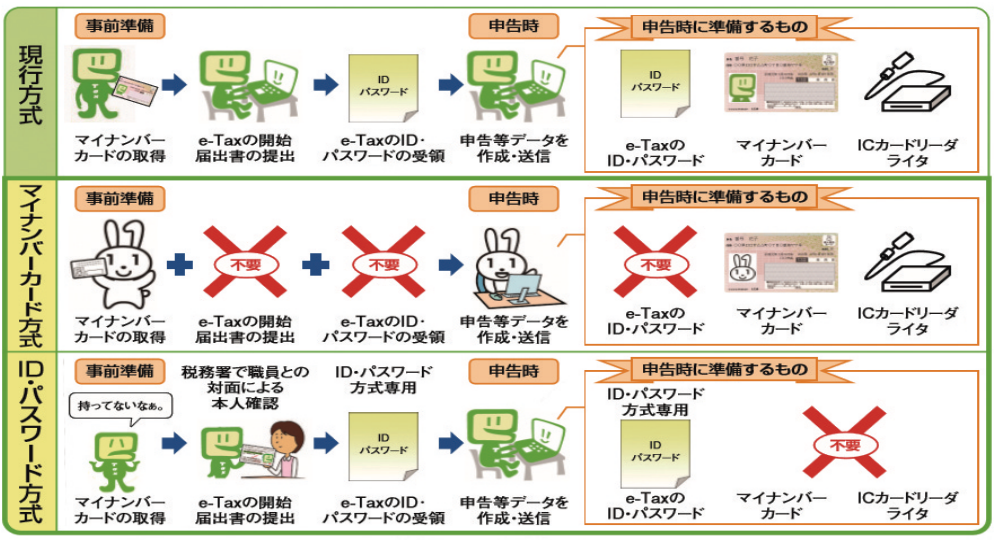 現行方式
事前準備
申告時
申告時に準備するもの
ID
パスワード
ID
パスワード
マイナンバー
カードの取得
e-Taxの開始
届出書の提出
e-TaxのID・
パスワードの受領
申告等データを
作成・送信
e-Taxの
ID・パスワード
マイナンバー
カード
ICカードリーダ
ライタ
マイナンバーカード方式
事前準備
申告時
申告時に準備するもの
不要
不要
不要
マイナンバー
カードの取得
e-Taxの開始
届出書の提出
e-TaxのID・
パスワードの受領
申告等データを
作成・送信
e-Taxの
ID・パスワード
マイナンバー
カード
ICカードリーダ
ライタ
ID・パスワード方式
事前準備
税務署で職員との
対面による
本人確認
ID・パスワード
方式専用
申告時
申告時に準備するもの
ID・パスワード
方式専用
持ってないなぁ。
ID
パスワード
ID
パスワード
不要
マイナンバー
カードの取得
e-Taxの開始
届出書の提出
e-TaxのID・
パスワードの受領
申告等データを
作成・送信
e-Taxの
ID・パスワード
マイナンバー
カード
ICカードリーダ
ライタ